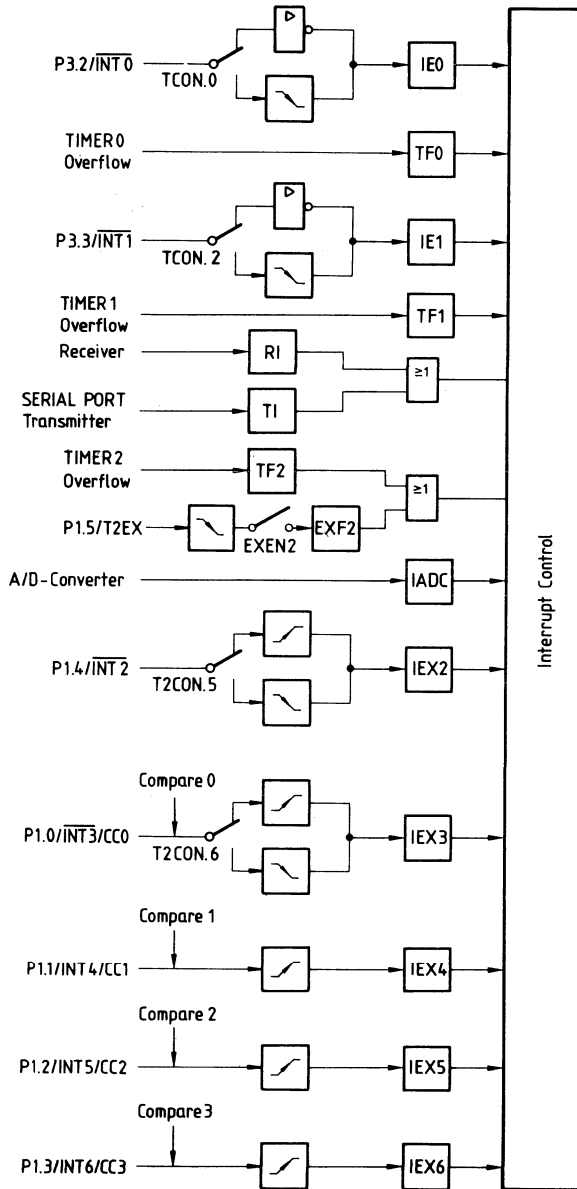 P3.2/INT0
TCON.0
IE0
TIMER0
Overflow
TF0
P3.3/INT1
TCON.2
IE1
TIMER1
Overflow
TF1
Receiver
RI
≥1
SERIAL PORT
Transmitter
TI
TIMER2
Overflow
TF2
≥1
P1.5/T2EX
EXEN2
EXF2
A/D-Converter
IADC
P1.4/INT2
T2CON.5
IEX2
Compare 0
P1.0/INT3/CC0
T2CON.6
IEX3
Compare 1
P1.1/INT4/CC1
IEX4
Compare 2
P1.2/INT5/CC2
IEX5
Compare 3
P1.3/INT6/CC3
IEX6
Interrupt Control